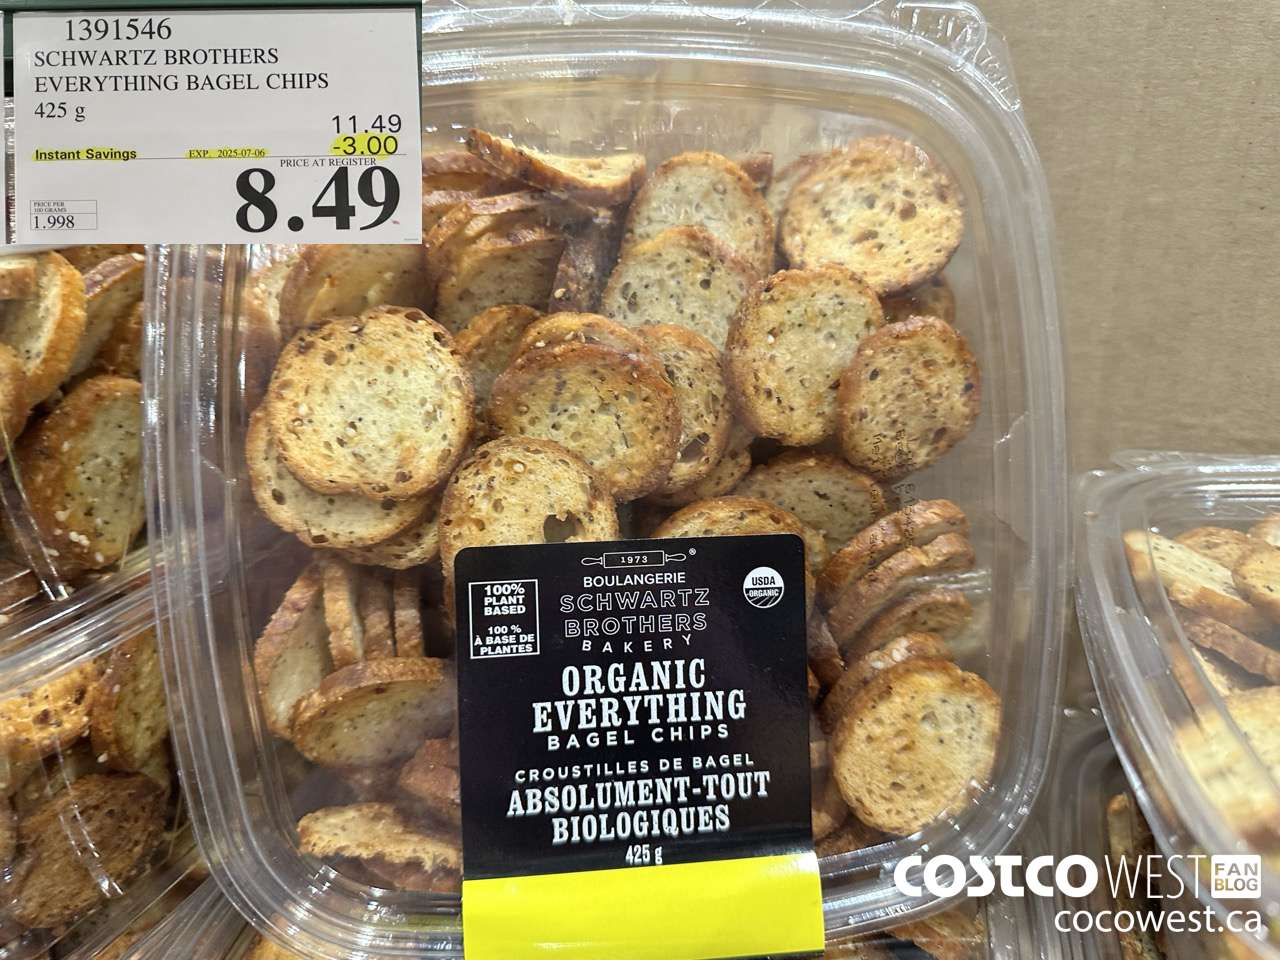 1391546
SCHWARTZ BROTHERS
EVERYTHING BAGEL CHIPS
425 g
11.49
Instant Savings EXP. 2025-07-06 -3.00
PRICE AT REGISTER
8.49
PRICE PER
100 GRAMS
1.998
1973
®
BOULANGERIE
SCHWARTZ
BROTHERS
BAKERY
100%
PLANT
BASED
100 %
À BASE DE
PLANTES
USDA
ORGANIC
ORGANIC
EVERYTHING
BAGEL CHIPS
CROUSTILLES DE BAGEL
ABSOLUMENT-TOUT
BIOLOGIQUES
425 g
COSTCO WEST FAN BLOG
cocowest.ca